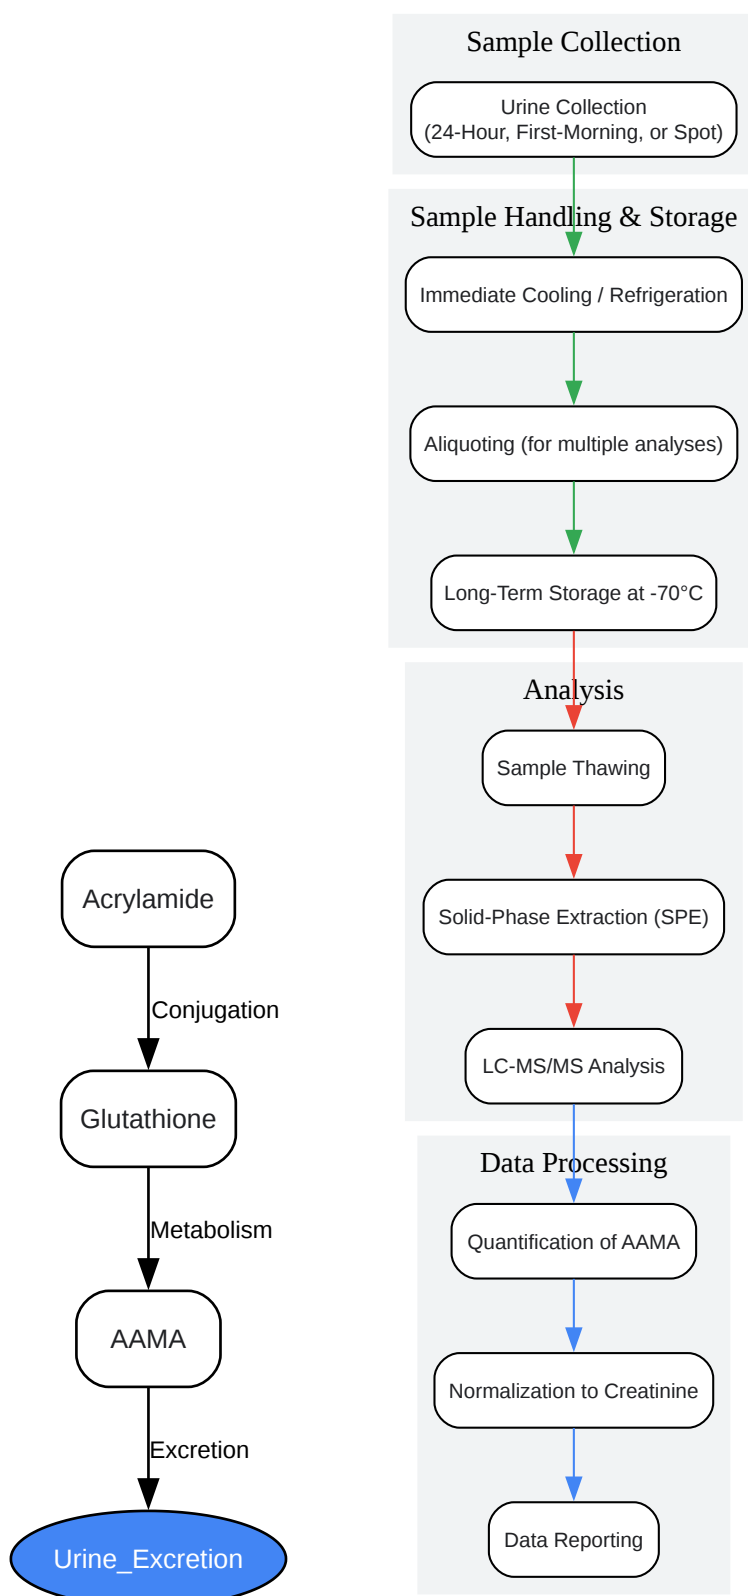 Sample Collection
Urine Collection
(24-Hour, First-Morning, or Spot)
Sample Handling & Storage
Immediate Cooling / Refrigeration
Aliquoting (for multiple analyses)
Long-Term Storage at -70°C
Analysis
Sample Thawing
Solid-Phase Extraction (SPE)
LC-MS/MS Analysis
Data Processing
Quantification of AAMA
Normalization to Creatinine
Data Reporting
Acrylamide
Conjugation
Glutathione
Metabolism
AAMA
Excretion
Urine_Excretion